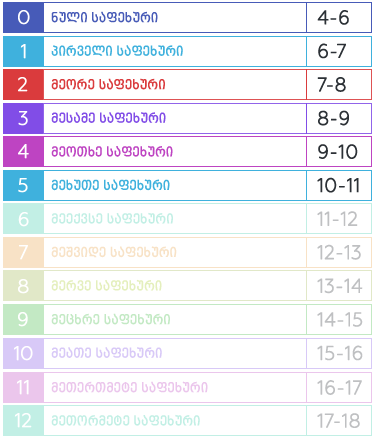 0 ნული საფეხური 4-6
1 პირველი საფეხური 6-7
2 მეორე საფეხური 7-8
3 მესამე საფეხური 8-9
4 მეოთხე საფეხური 9-10
5 მეხუთე საფეხური 10-11
6 მეექვსე საფეხური 11-12
7 მეშვიდე საფეხური 12-13
8 მერვე საფეხური 13-14
9 მეცხრე საფეხური 14-15
10 მეათე საფეხური 15-16
11 მეთერთმეტე საფეხური 16-17
12 მეთორმეტე საფეხური 17-18